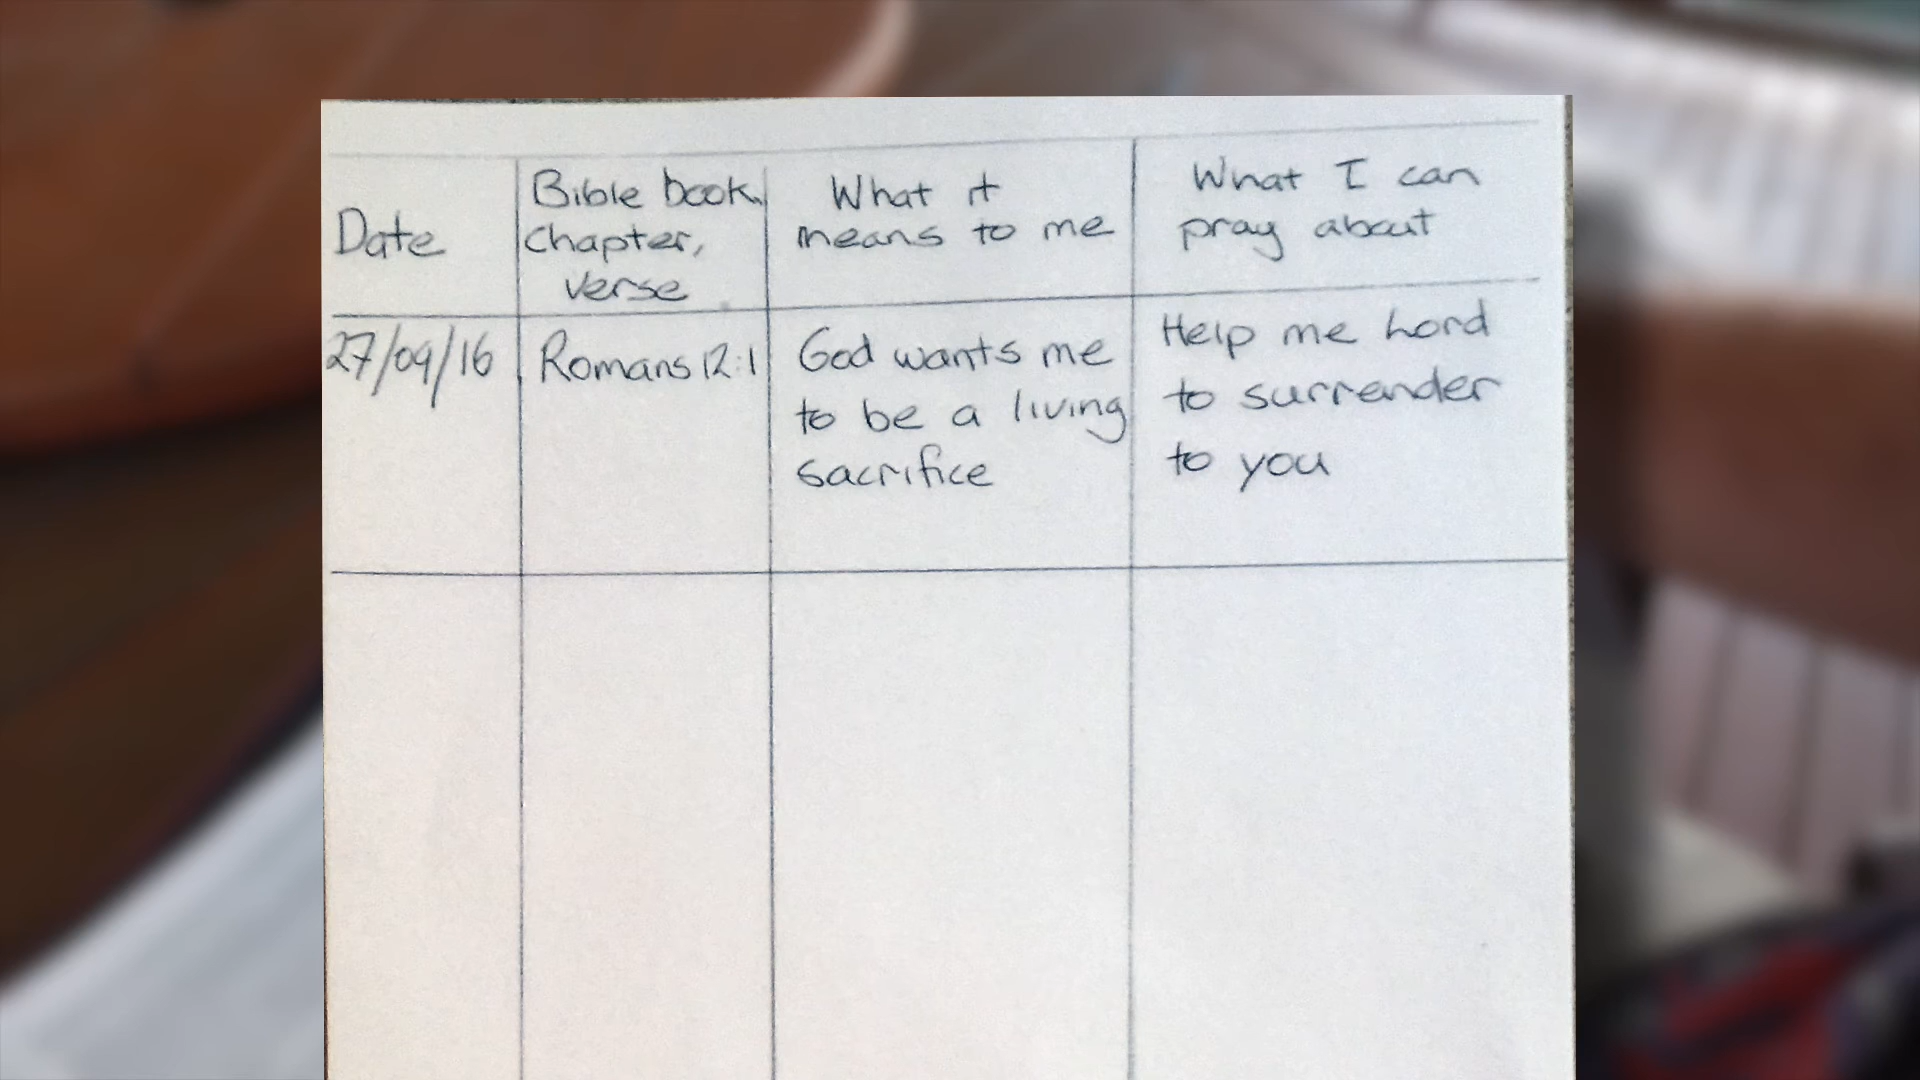 Date
Bible book,
chapter,
verse
What it
means to me
What I can
pray about
27/09/16
Romans 12:1
God wants me
to be a living
sacrifice
Help me Lord
to surrender
to you